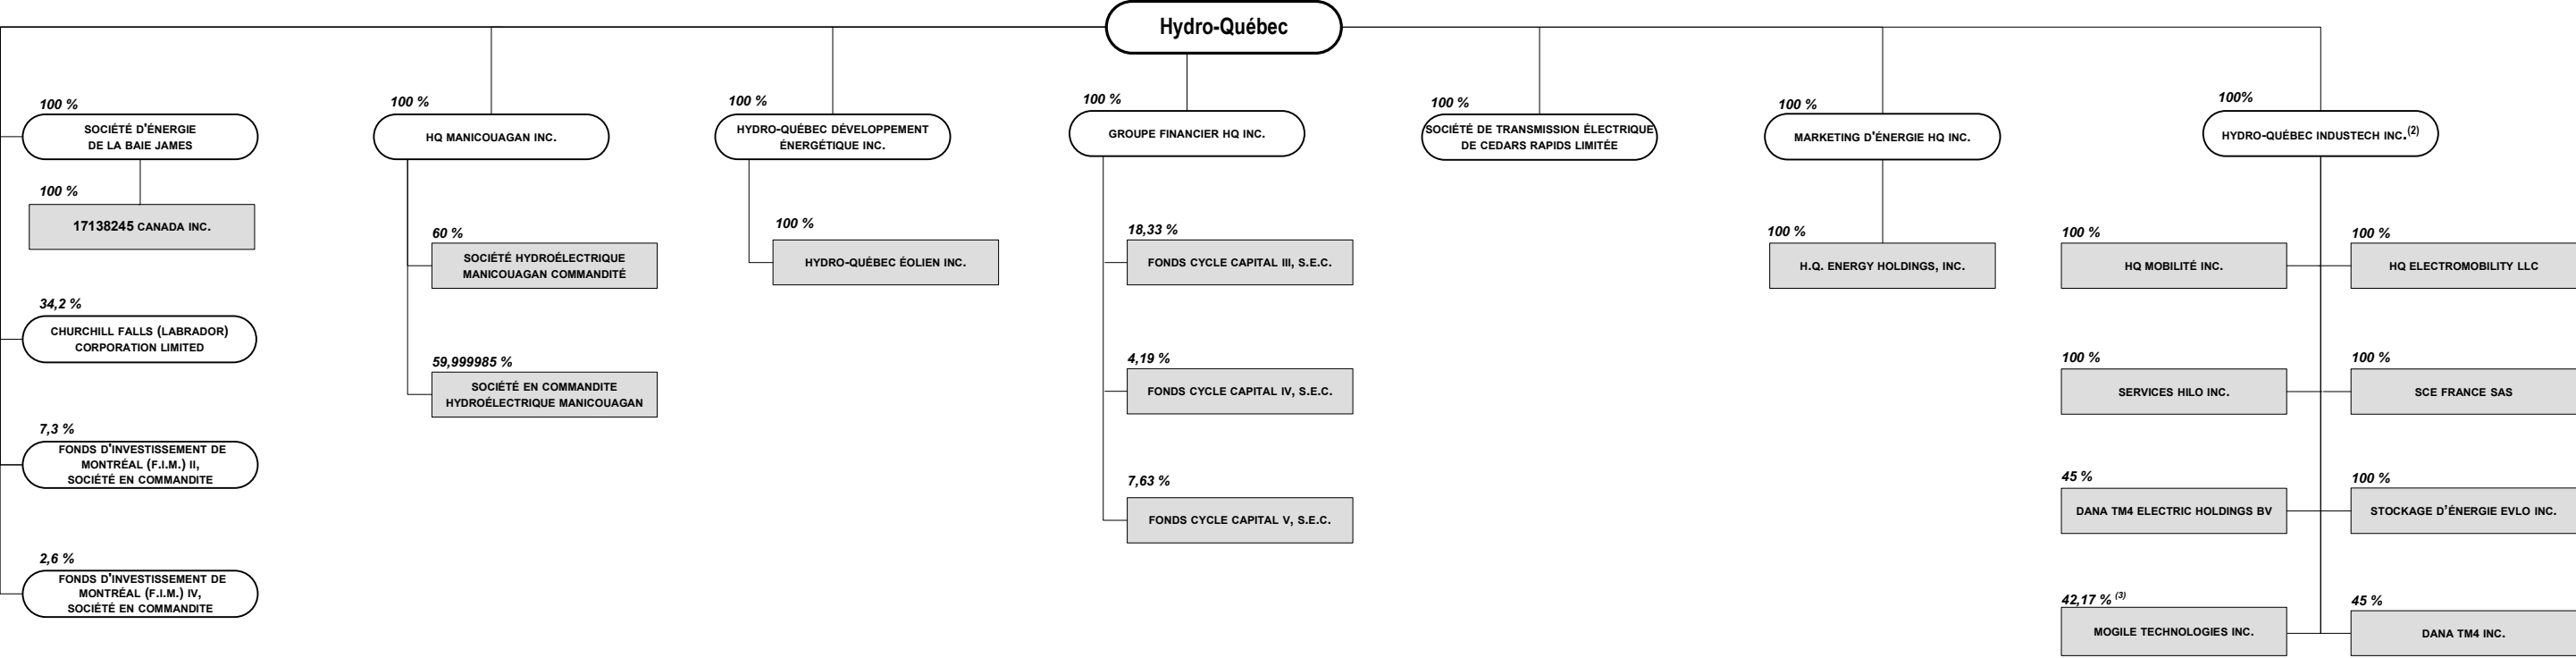 Hydro-Québec
100 %
SOCIÉTÉ D'ÉNERGIE
DE LA BAIE JAMES
100 %
17138245 CANADA INC.
34,2 %
CHURCHILL FALLS (LABRADOR)
CORPORATION LIMITED
7,3 %
FONDS D'INVESTISSEMENT DE
MONTRÉAL (F.I.M.) II,
SOCIÉTÉ EN COMMANDITE
2,6 %
FONDS D'INVESTISSEMENT DE
MONTRÉAL (F.I.M.) IV,
SOCIÉTÉ EN COMMANDITE
100 %
HQ MANICOUAGAN INC.
60 %
SOCIÉTÉ HYDROÉLECTRIQUE
MANICOUAGAN COMMANDITÉ
59,999985 %
SOCIÉTÉ EN COMMANDITE
HYDROÉLECTRIQUE MANICOUAGAN
100 %
HYDRO-QUÉBEC DÉVELOPPEMENT
ÉNERGÉTIQUE INC.
100 %
HYDRO-QUÉBEC ÉOLIEN INC.
100 %
GROUPE FINANCIER HQ INC.
18,33 %
FONDS CYCLE CAPITAL III, S.E.C.
4,19 %
FONDS CYCLE CAPITAL IV, S.E.C.
7,63 %
FONDS CYCLE CAPITAL V, S.E.C.
100 %
SOCIÉTÉ DE TRANSMISSION ÉLECTRIQUE
DE CEDARS RAPIDS LIMITÉE
100 %
MARKETING D'ÉNERGIE HQ INC.
100 %
H.Q. ENERGY HOLDINGS, INC.
100%
HYDRO-QUÉBEC INDUSTECH INC.(2)
100 %
HQ MOBILITÉ INC.
100 %
HQ ELECTROMOBILITY LLC
100 %
SERVICES HILO INC.
100 %
SCE FRANCE SAS
45 %
DANA TM4 ELECTRIC HOLDINGS BV
100 %
STOCKAGE D’ÉNERGIE EVLO INC.
42,17 % (3)
MOGILE TECHNOLOGIES INC.
45 %
DANA TM4 INC.